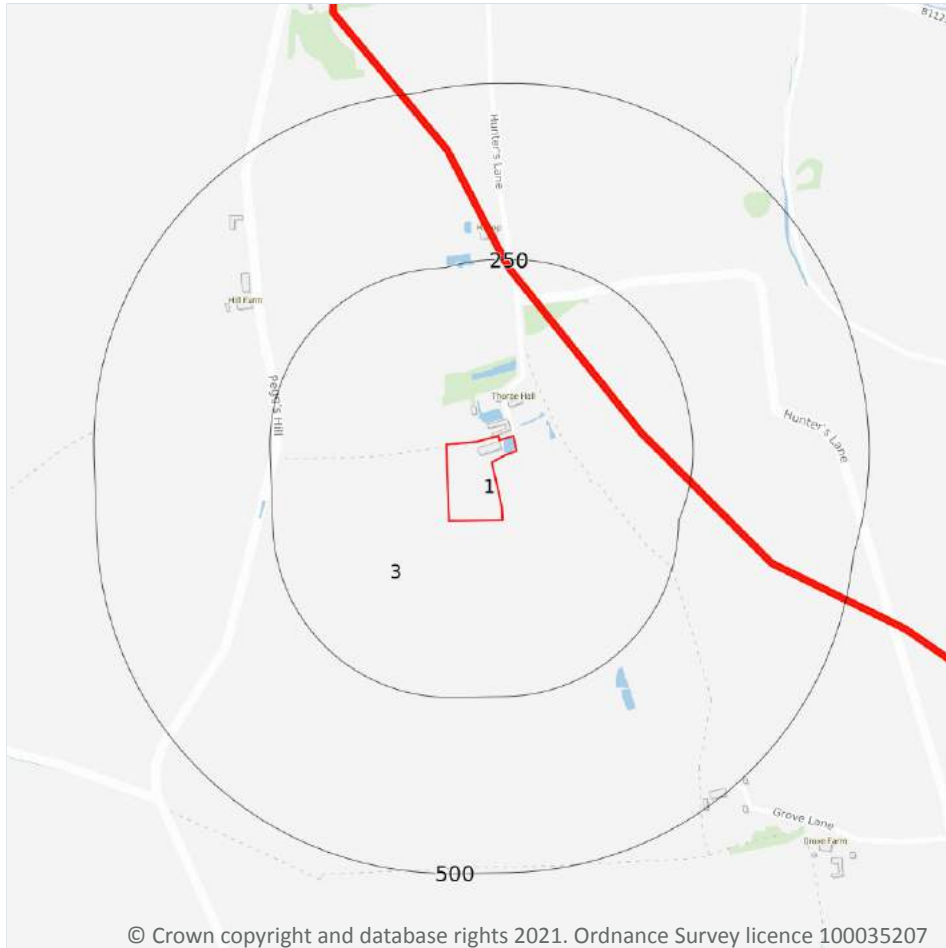 B112
Hunter's Lane
250
Hill Farm
Pegg's Hill
Thorpe Hall
Hunter's Lane
1
3
Grove Lane
Grove Farm
500
© Crown copyright and database rights 2021. Ordnance Survey licence 100035207